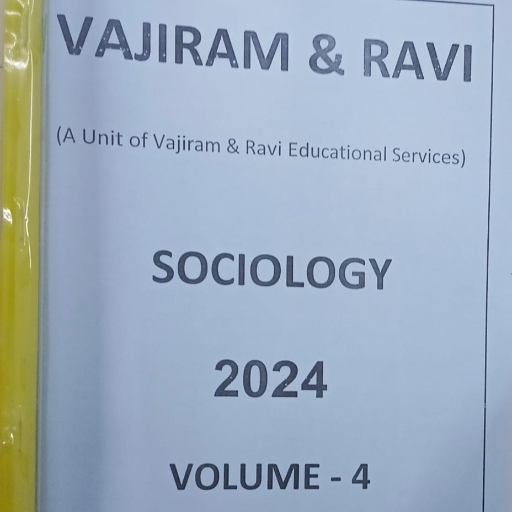 VAJIRAM & RAVI
(A Unit of Vajiram & Ravi Educational Services)
SOCIOLOGY
2024
VOLUME - 4